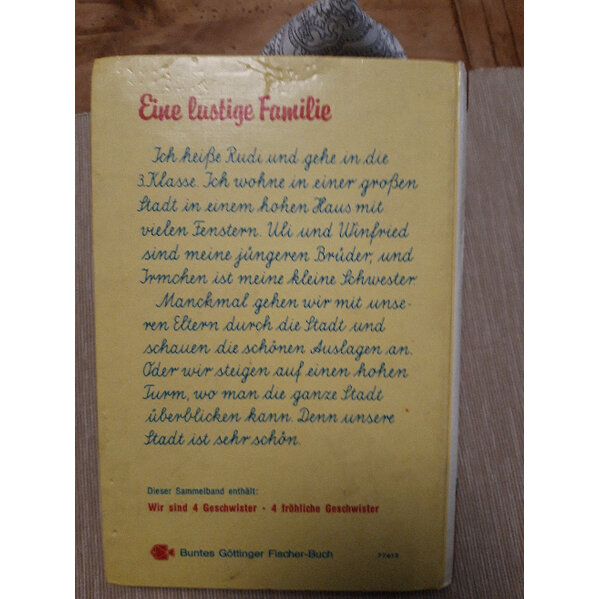 Eine lustige Familie
Ich heiße Rudi und gehe in die
3. Klasse. Ich wohne in einer großen
Stadt in einem hohen Haus mit
vielen Fenstern. Uli und Winfried
sind meine jüngeren Brüder, und
Irmchen ist meine kleine Schwester.
Manchmal gehen wir mit unse-
ren Eltern durch die Stadt und
schauen die schönen Auslagen an.
Oder wir steigen auf einen hohen
Turm, wo man die ganze Stadt
überblicken kann. Denn unsere
Stadt ist sehr schön.
Dieser Sammelband enthält:
Wir sind 4 Geschwister · 4 fröhliche Geschwister
Buntes Göttinger Fischer-Buch